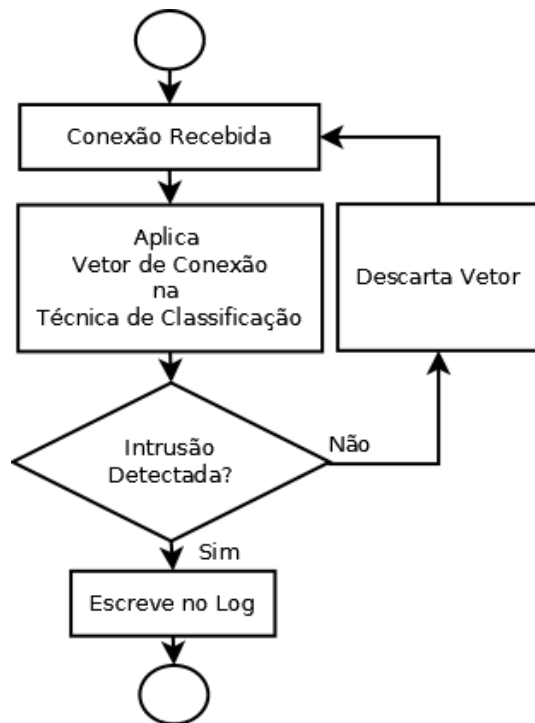 Conexão Recebida
Aplica
Vetor de Conexão
na
Técnica de Classificação
Descarta Vetor
Intrusão
Detectada?
Não
Sim
Escreve no Log